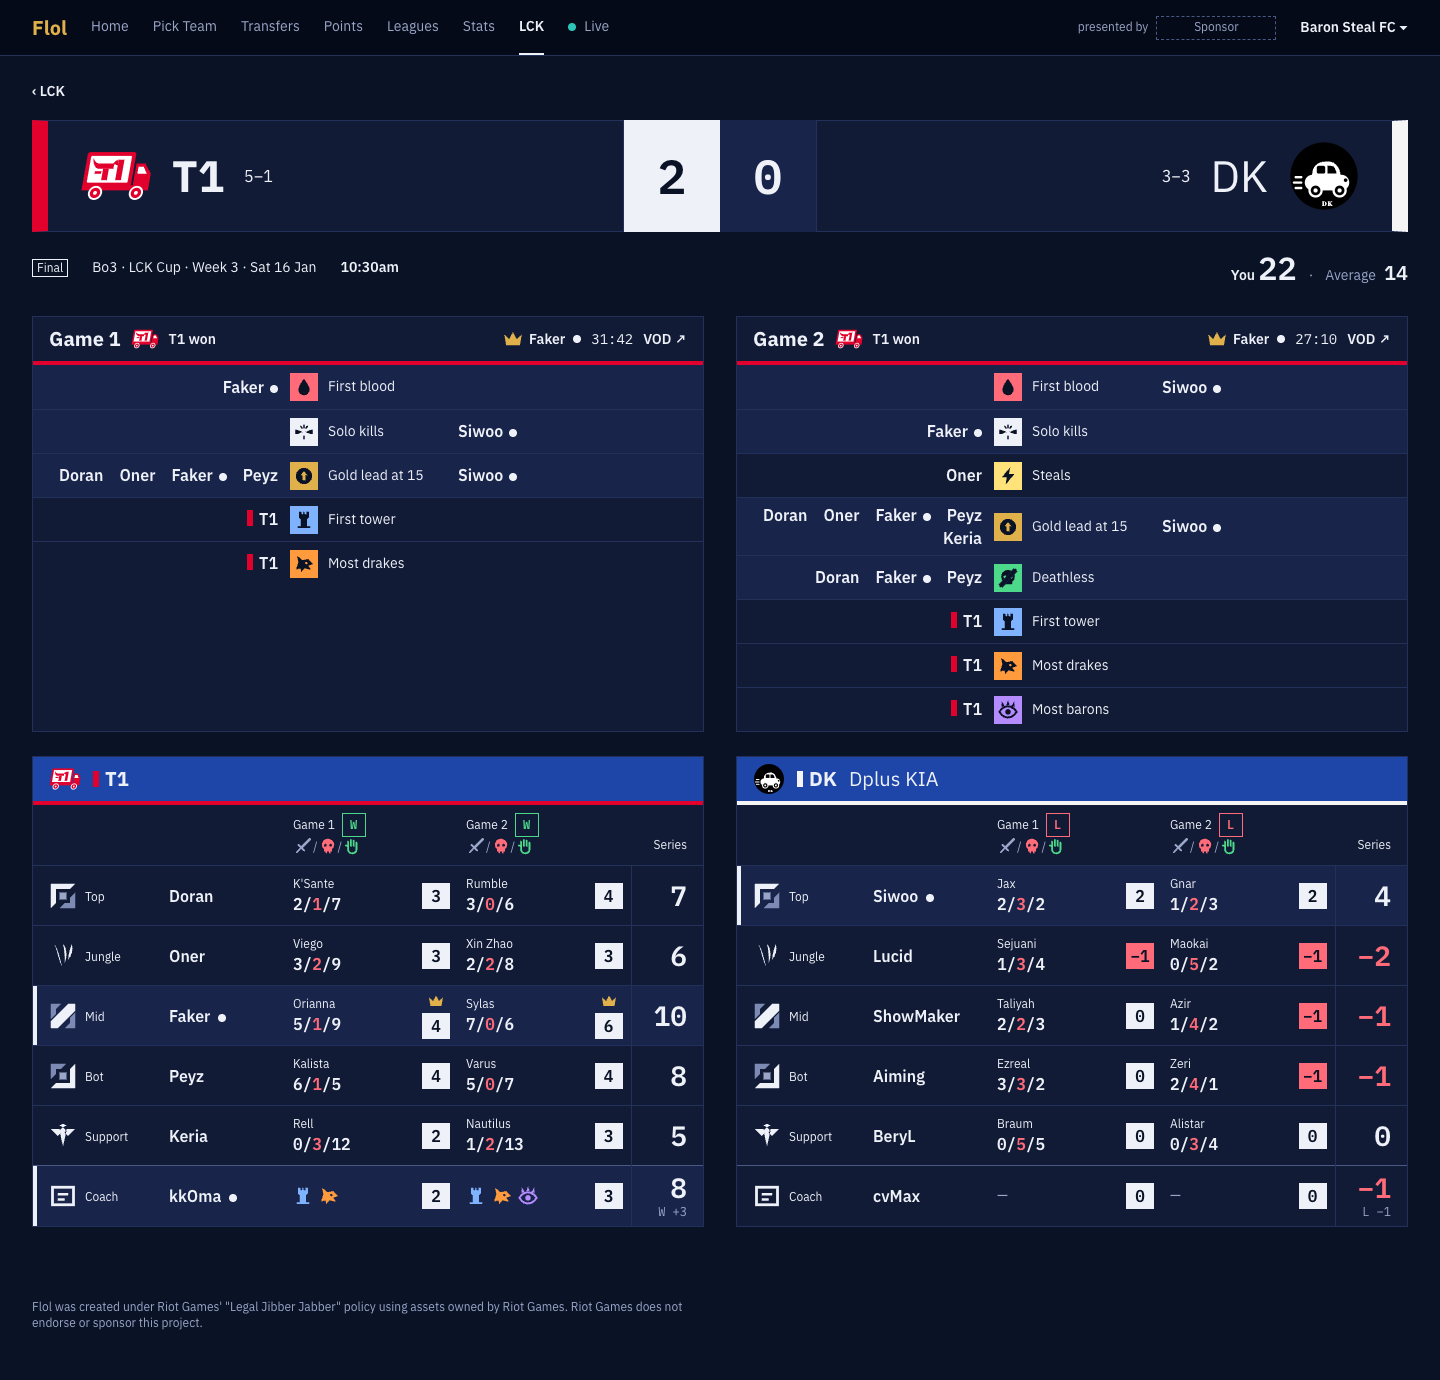 Flol Home Pick Team Transfers Points Leagues Stats LCK Live presented by Sponsor Baron Steal FC
‹ LCK
T1 T1 5–1 2 0 3–3 DK DK
Final Bo3 · LCK Cup · Week 3 · Sat 16 Jan 10:30am You 22 · Average 14
Game 1 T1 T1 won Faker 31:42 VOD ↗
Faker First blood
Solo kills Siwoo
Doran Oner Faker Peyz Gold lead at 15 Siwoo
T1 First tower
T1 Most drakes
Game 2 T1 T1 won Faker 27:10 VOD ↗
First blood Siwoo
Faker Solo kills
Oner Steals
Doran Oner Faker Peyz
Keria Gold lead at 15 Siwoo
Doran Faker Peyz Deathless
T1 First tower
T1 Most drakes
T1 Most barons
T1 T1
Game 1 W Game 2 W
/ / / / Series
Top Doran K'Sante 2/1/7 3 Rumble 3/0/6 4 7
Jungle Oner Viego 3/2/9 3 Xin Zhao 2/2/8 3 6
Mid Faker Orianna 5/1/9 4 Sylas 7/0/6 6 10
Bot Peyz Kalista 6/1/5 4 Varus 5/0/7 4 8
Support Keria Rell 0/3/12 2 Nautilus 1/2/13 3 5
Coach kkOma 2 3 8
W +3
DK Dplus KIA
Game 1 L Game 2 L
/ / / / Series
Top Siwoo Jax 2/3/2 2 Gnar 1/2/3 2 4
Jungle Lucid Sejuani 1/3/4 −1 Maokai 0/5/2 −1 −2
Mid ShowMaker Taliyah 2/2/3 0 Azir 1/4/2 −1 −1
Bot Aiming Ezreal 3/3/2 0 Zeri 2/4/1 −1 −1
Support BeryL Braum 0/5/5 0 Alistar 0/3/4 0 0
Coach cvMax – 0 – 0 −1
L −1
Flol was created under Riot Games' "Legal Jibber Jabber" policy using assets owned by Riot Games. Riot Games does not
endorse or sponsor this project.